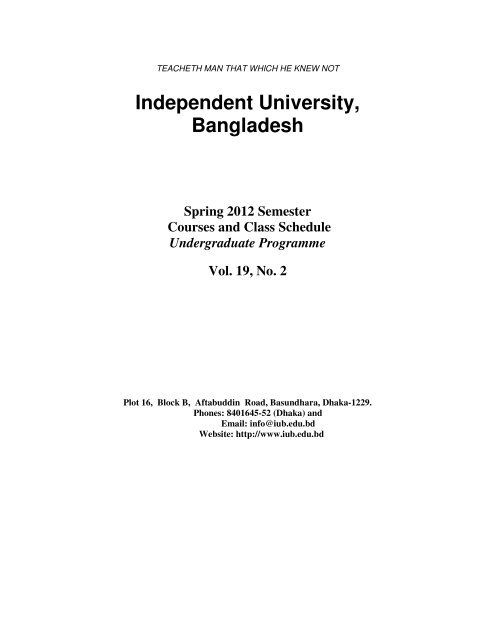 TEACHETH MAN THAT WHICH HE KNEW NOT
Independent University,
Bangladesh
Spring 2012 Semester
Courses and Class Schedule
Undergraduate Programme
Vol. 19, No. 2
Plot 16, Block B, Aftabuddin Road, Basundhara, Dhaka-1229.
Phones: 8401645-52 (Dhaka) and
Email: info@iub.edu.bd
Website: http://www.iub.edu.bd